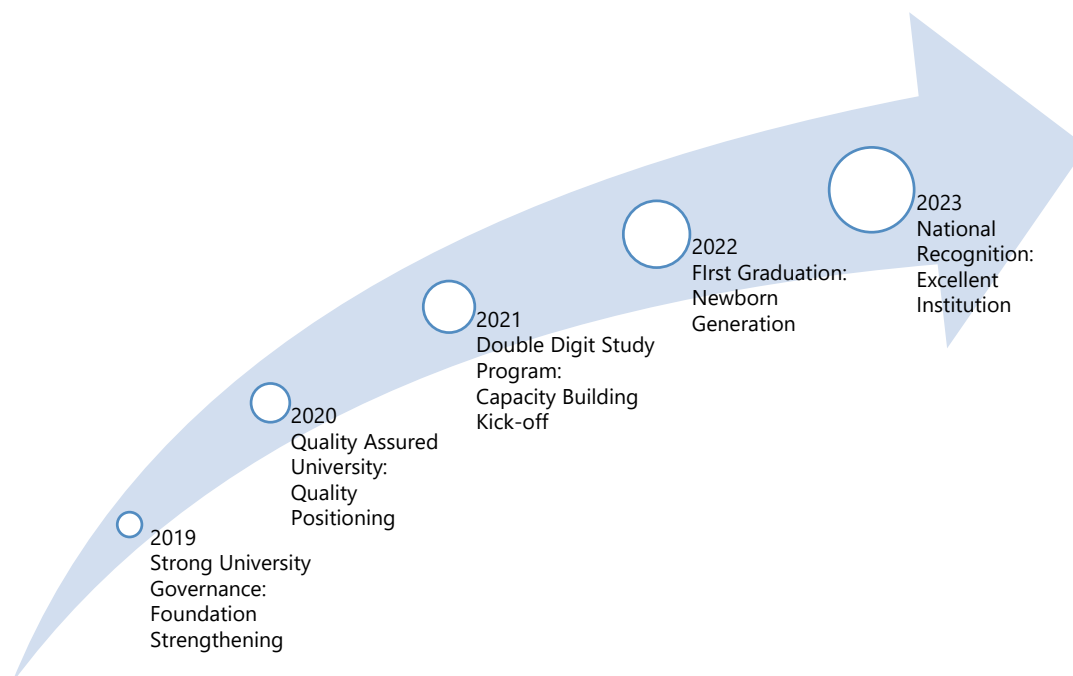 2019
Strong University
Governance:
Foundation
Strengthening
2020
Quality Assured
University:
Quality
Positioning
2021
Double Digit Study
Program:
Capacity Building
Kick-off
2022
FIrst Graduation:
Newborn
Generation
2023
National
Recognition:
Excellent
Institution